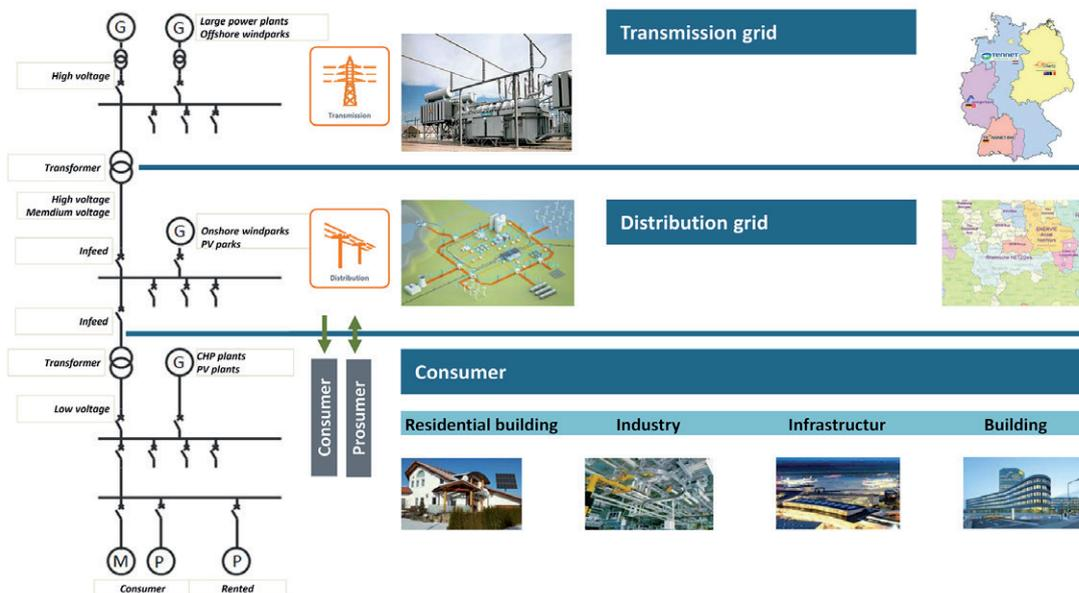 G
G
Large power plants
Offshore windparks
High voltage
Transmission
Transmission grid
TENNET
Transformer
High voltage
Memdium voltage
G
Onshore windparks
PV parks
Infeed
Distribution
Distribution grid
Infeed
Transformer
G
CHP plants
PV plants
Low voltage
Consumer
Prosumer
Consumer
Residential building
Industry
Infrastructur
Building
M
P
P
Consumer
Rented